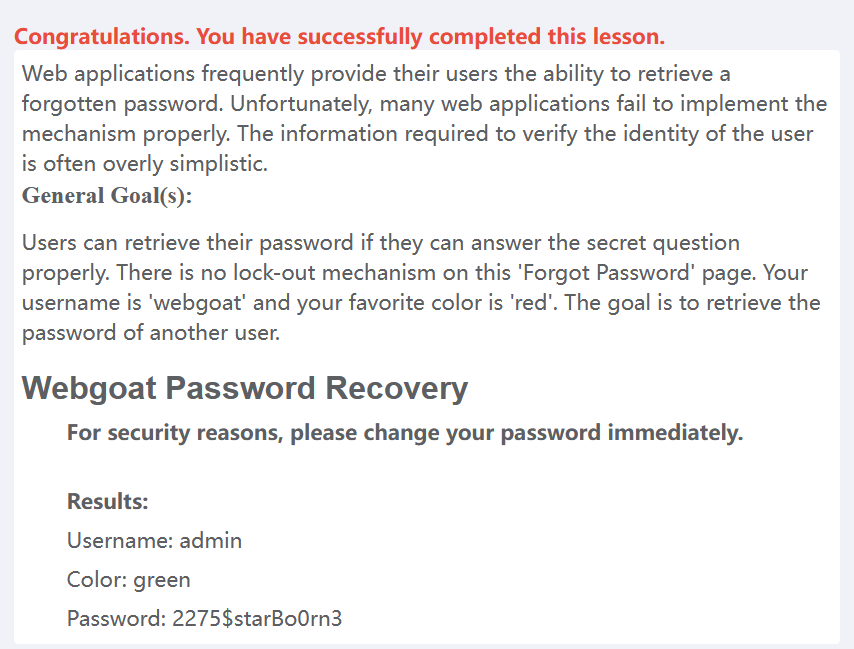 Congratulations. You have successfully completed this lesson.
Web applications frequently provide their users the ability to retrieve a
forgotten password. Unfortunately, many web applications fail to implement the
mechanism properly. The information required to verify the identity of the user
is often overly simplistic.
General Goal(s):
Users can retrieve their password if they can answer the secret question
properly. There is no lock-out mechanism on this 'Forgot Password' page. Your
username is 'webgoat' and your favorite color is 'red'. The goal is to retrieve the
password of another user.
Webgoat Password Recovery
For security reasons, please change your password immediately.
Results:
Username: admin
Color: green
Password: 2275$starBo0rn3